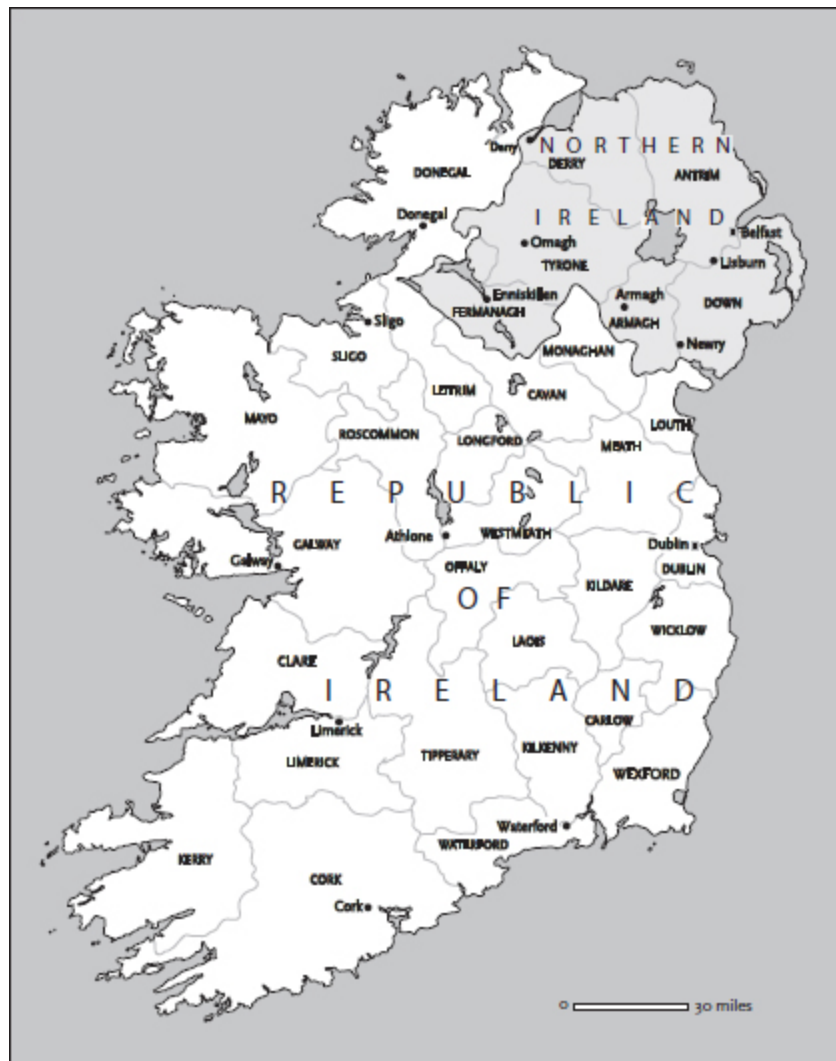 Derry
NORTHERN
DERRY
DONEGAL
ANTRIM
Donegal
IRELAND
Belfast
Omagh
TYRONE
Lisburn
Enniskillen
Armagh
DOWN
FERMANAGH
ARMAGH
Sligo
Newry
SLIGO
MONAGHAN
LEITRIM
CAVAN
MAYO
LOUTH
ROSCOMMON
LONGFORD
MEATH
REPUBLIC
Athlone
WESTMEATH
GALWAY
Dublin
Galway
OFFALY
DUBLIN
KILDARE
OF
WICKLOW
LAOIS
CLARE
IRELAND
CARLOW
Limerick
KILKENNY
TIPPERARY
LIMERICK
WEXFORD
Waterford
WATERFORD
KERRY
CORK
Cork
0 30 miles